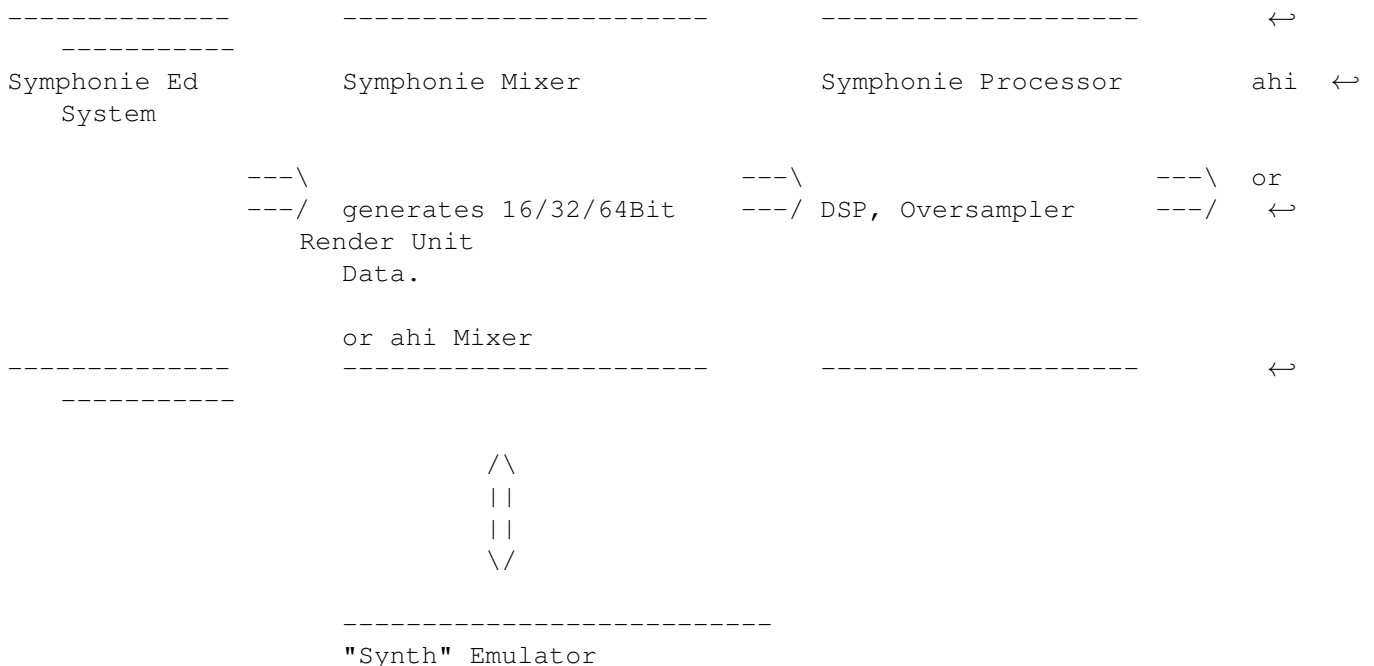 --------------          -----------------------       --------------------        ↩
   -----------
Symphonie Ed         Symphonie Mixer               Symphonie Processor        ahi  ↩
   System
---\                               ---\                          ---\  or
---/  generates 16/32/64Bit    ---/ DSP, Oversampler    ---/   ↩
Render Unit
Data.
or ahi Mixer
--------------          -----------------------       --------------------        ↩
   -----------
/\
||
||
\/
---------------------------
"Synth" Emulator